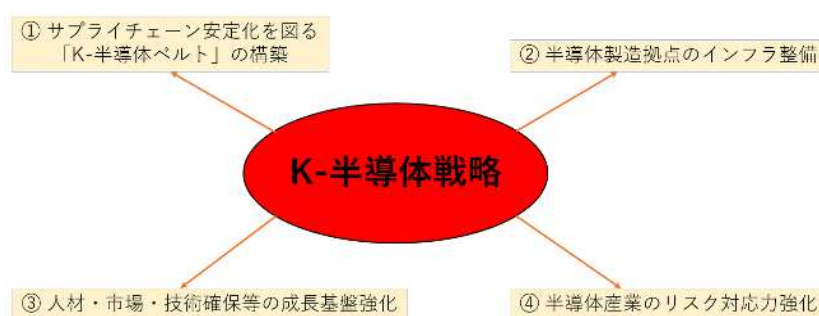 ① サプライチェーン安定化を図る
「K-半導体ベルト」の構築
② 半導体製造拠点のインフラ整備
K-半導体戦略
③ 人材・市場・技術確保等の成長基盤強化
④ 半導体産業のリスク対応力強化